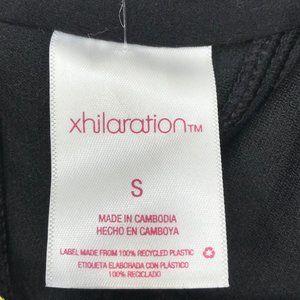 xhilaration™
S
MADE IN CAMBODIA
HECHO EN CAMBOYA
LABEL MADE FROM 100% RECYCLED PLASTIC
ETIQUETA ELABORADA CON PLÁSTICO
100% RECICLADO